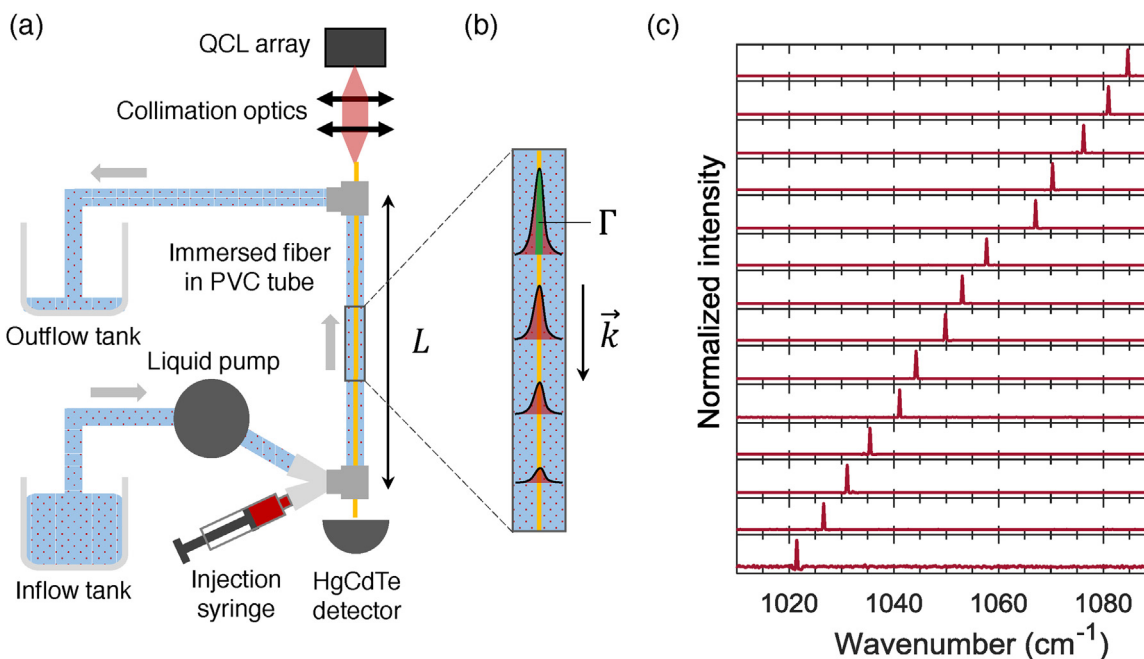 (a)
QCL array
Collimation optics
Immersed fiber
in PVC tube
Outflow tank
Liquid pump
L
Inflow tank
Injection
syringe
HgCdTe
detector
(b)
Γ
k⃗
(c)
Normalized intensity
1020 1040 1060 1080
Wavenumber (cm⁻¹)